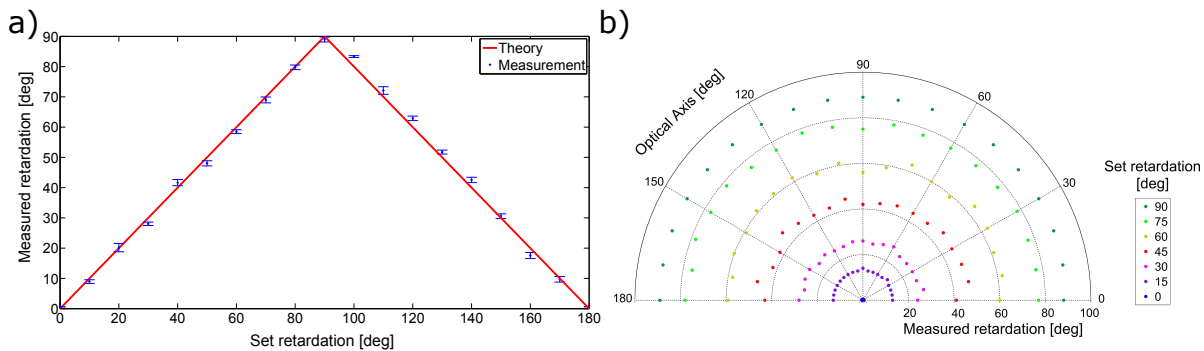 a)
90
80
70
60
50
40
30
20
10
0
Measured retardation [deg]
0 20 40 60 80 100 120 140 160 180
Set retardation [deg]
Theory
Measurement
b)
Optical Axis [deg]
180
150
120
90
60
30
0
20 40 60 80 100
Measured retardation [deg]
Set retardation
[deg]
90
75
60
45
30
15
0